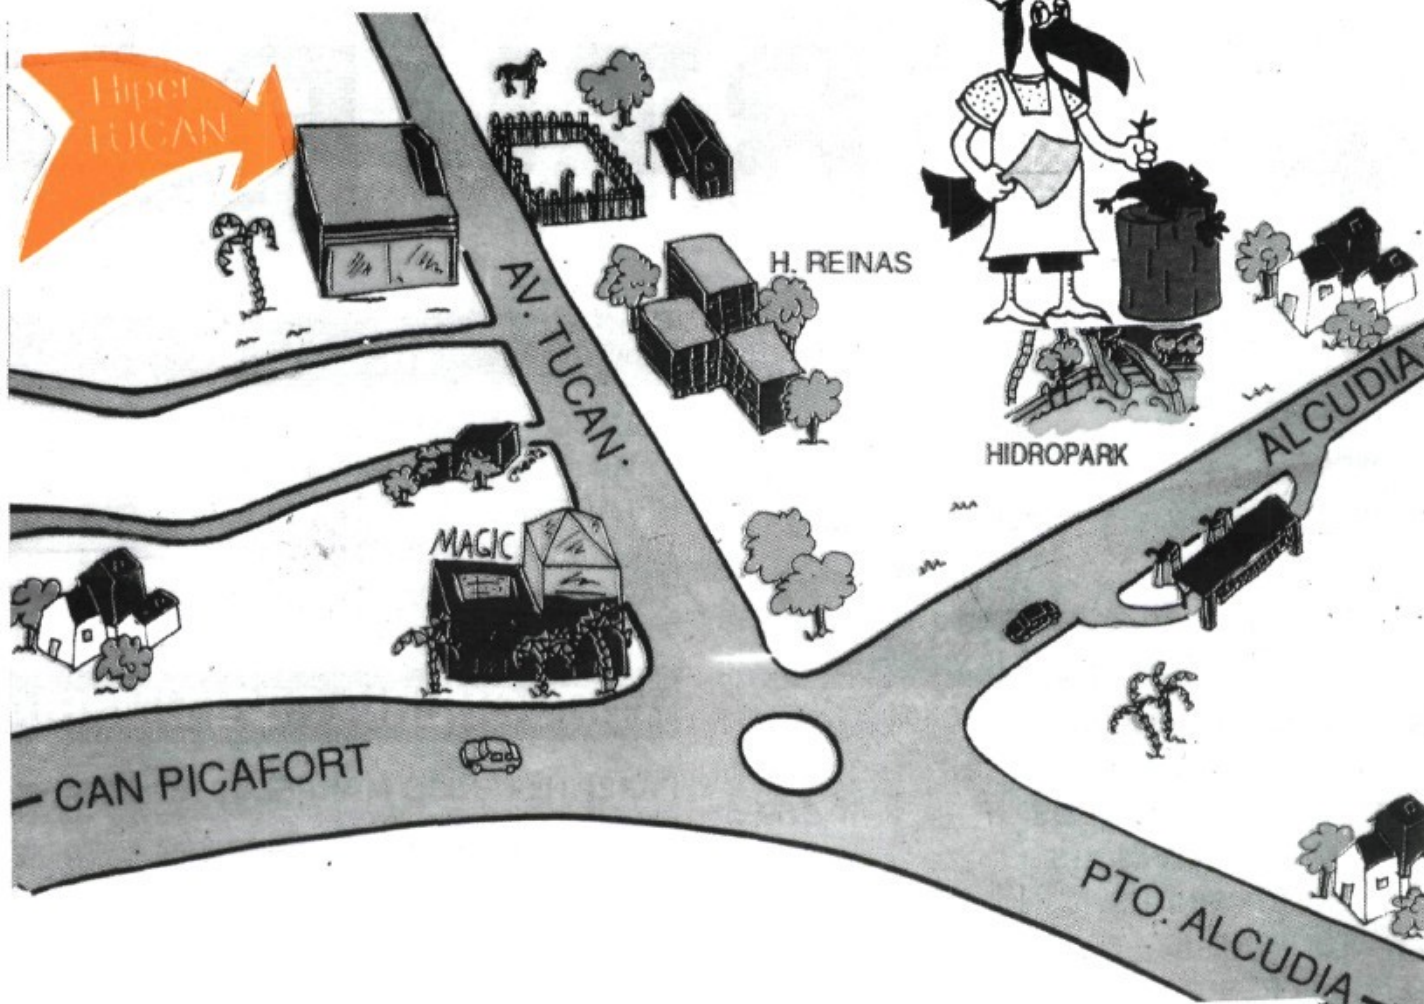 Hiper
TUCAN
H. REINAS
AV. TUCAN
HIDROPARK
ALCUDIA
MAGIC
CAN PICAFORT
PTO. ALCUDIA